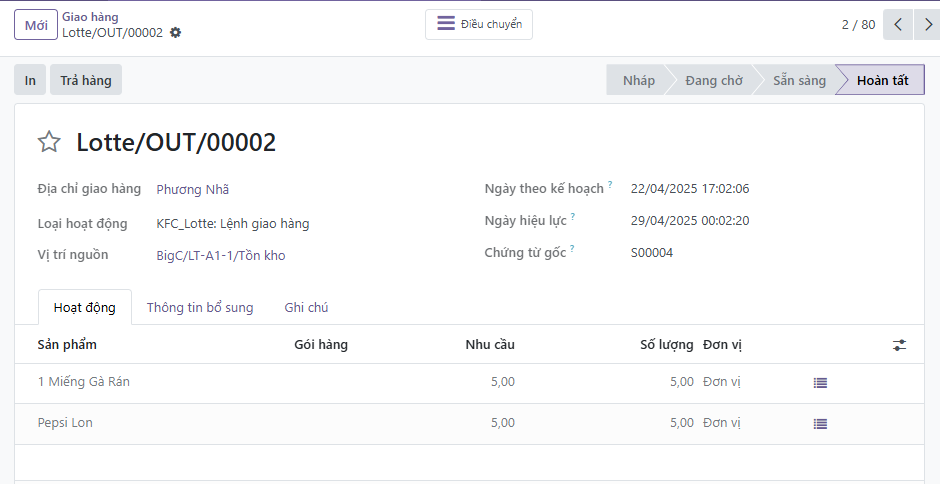 Mới
Giao hàng
Lotte/OUT/00002
Điều chuyển
2 / 80
In
Trả hàng
Nháp
Đang chờ
Sẵn sàng
Hoàn tất
Lotte/OUT/00002
Địa chỉ giao hàng Phương Nhã
Ngày theo kế hoạch ? 22/04/2025 17:02:06
Loại hoạt động KFC_Lotte: Lệnh giao hàng
Ngày hiệu lực ? 29/04/2025 00:02:20
Vị trí nguồn BigC/LT-A1-1/Tồn kho
Chứng từ gốc ? S00004
Hoạt động Thông tin bổ sung Ghi chú
Sản phẩm Gói hàng Nhu cầu Số lượng Đơn vị
1 Miếng Gà Rán 5,00 5,00 Đơn vị
Pepsi Lon 5,00 5,00 Đơn vị